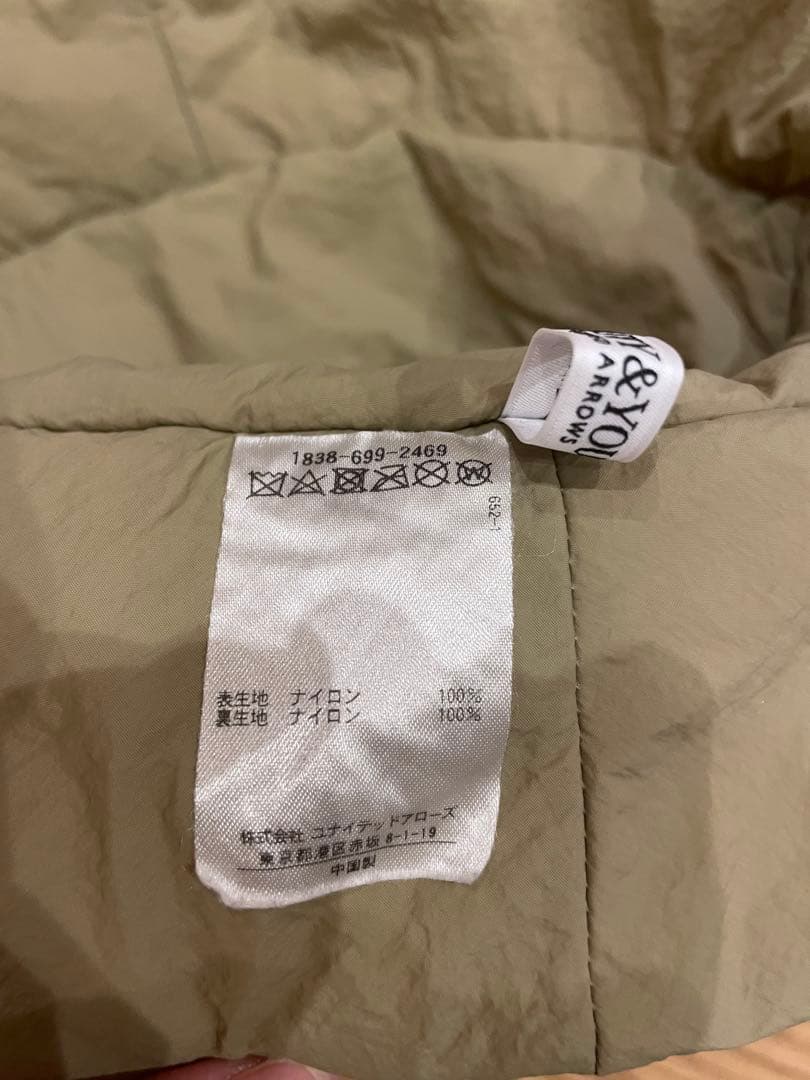 Y&YOU
ARROWS
1838-699-2469
W
652-1
表生地 ナイロン 100%
裏生地 ナイロン 100%
株式会社 ユナイテッドアローズ
東京都港区赤坂 8-1-19
中国製